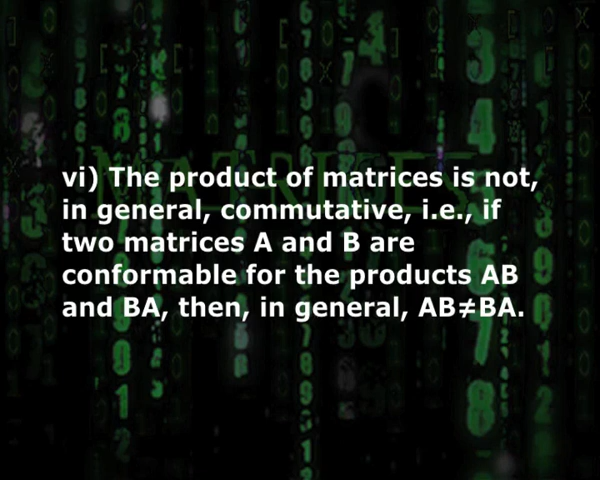 vi) The product of matrices is not,
in general, commutative, i.e., if
two matrices A and B are
conformable for the products AB
and BA, then, in general, AB≠BA.